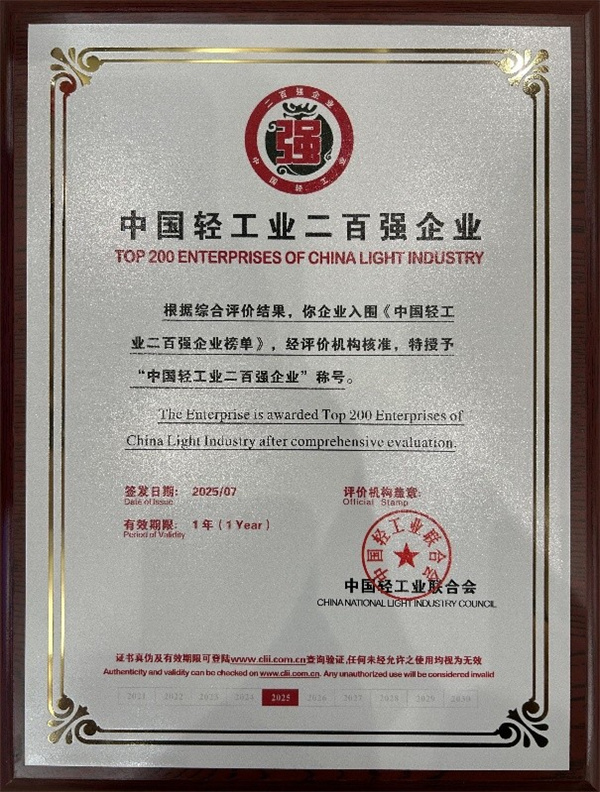 二百强企业
强
中国轻工业
中国轻工业二百强企业
TOP 200 ENTERPRISES OF CHINA LIGHT INDUSTRY
根据综合评价结果，你企业入围《中国轻工
业二百强企业榜单》，经评价机构核准，特授予
“中国轻工业二百强企业”称号。
The Enterprise is awarded Top 200 Enterprises of
China Light Industry after comprehensive evaluation.
签发日期： 2025/07
Date of Issue
评价机构盖章：
Official Stamp
有效期限： 1 年（1 Year）
Period of Validity
中国轻工业联合会
中国轻工业联合会
CHINA NATIONAL LIGHT INDUSTRY COUNCIL
证书真伪及有效期限可登陆www.clii.com.cn查询验证,任何未经允许之使用均视为无效
Authenticity and validity can be checked on www.clii.com.cn. Any unauthorized use will be considered invalid
2021 2022 2023 2024 2025 2026 2027 2028 2029 2030